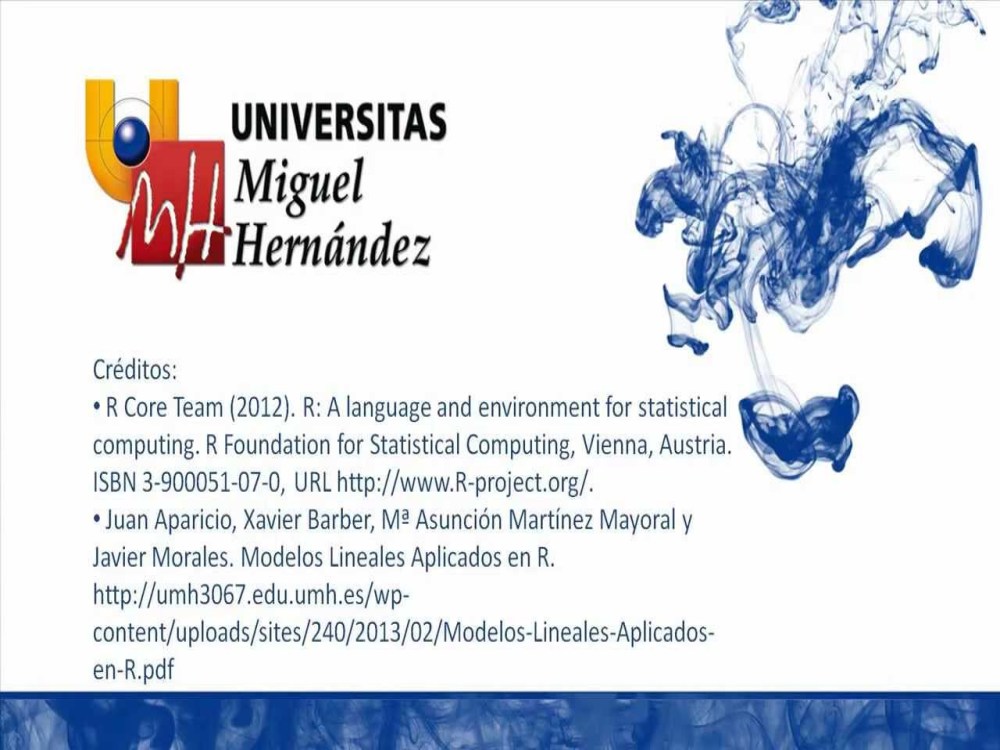 UNIVERSITAS
Miguel
Hernández
Créditos:
• R Core Team (2012). R: A language and environment for statistical
computing. R Foundation for Statistical Computing, Vienna, Austria.
ISBN 3-900051-07-0, URL http://www.R-project.org/.
• Juan Aparicio, Xavier Barber, Mª Asunción Martínez Mayoral y
Javier Morales. Modelos Lineales Aplicados en R.
http://umh3067.edu.umh.es/wp-
content/uploads/sites/240/2013/02/Modelos-Lineales-Aplicados-
en-R.pdf